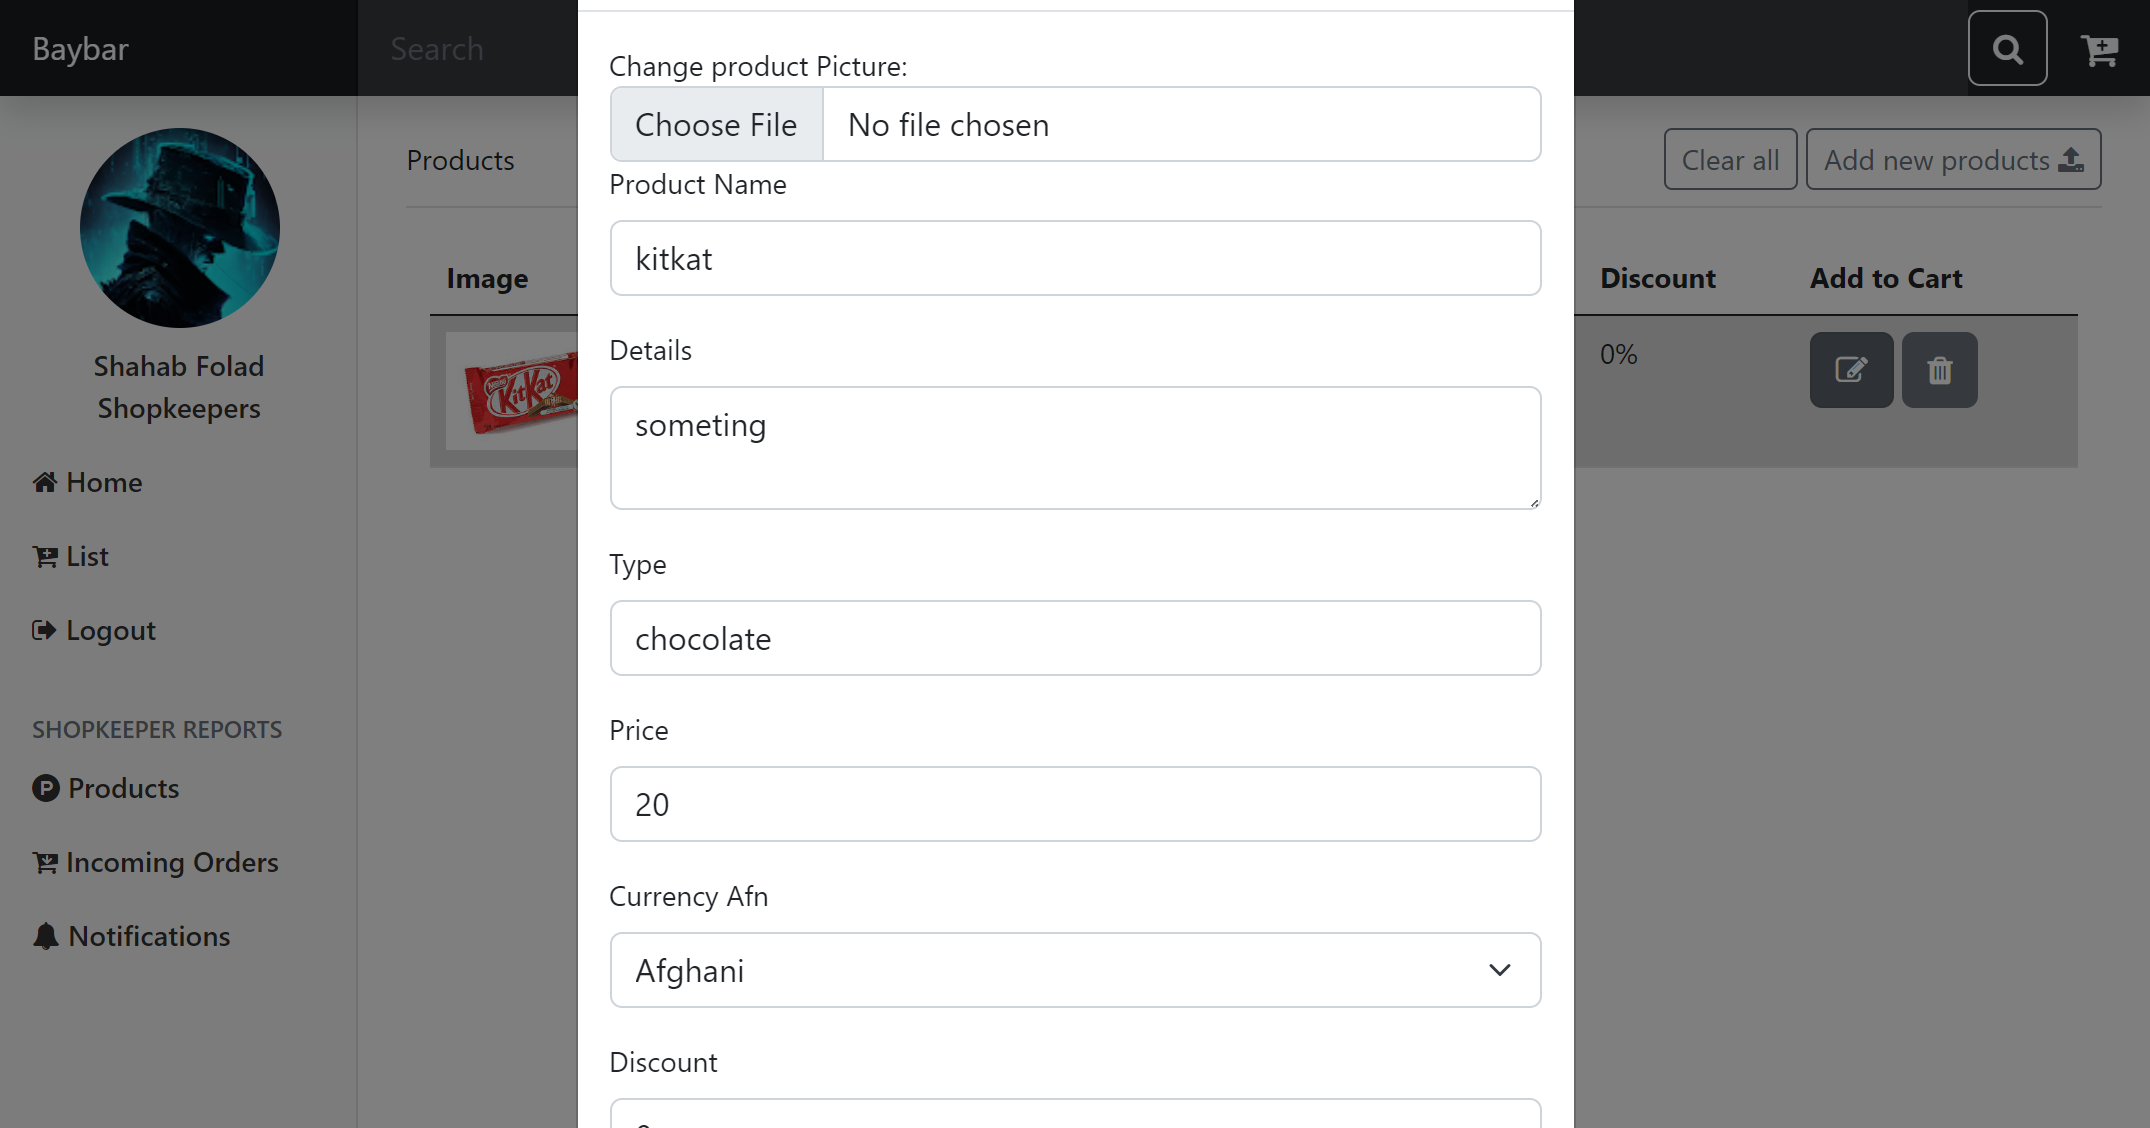 Baybar
Search
Shahab Folad
Shopkeepers
Home
List
Logout
SHOPKEEPER REPORTS
Products
Incoming Orders
Notifications
Products
Clear all
Add new products
Image
Discount
Add to Cart
Nestle
KitKat
0%
Change product Picture:
Choose File
No file chosen
Product Name
kitkat
Details
someting
Type
chocolate
Price
20
Currency Afn
Afghani
Discount